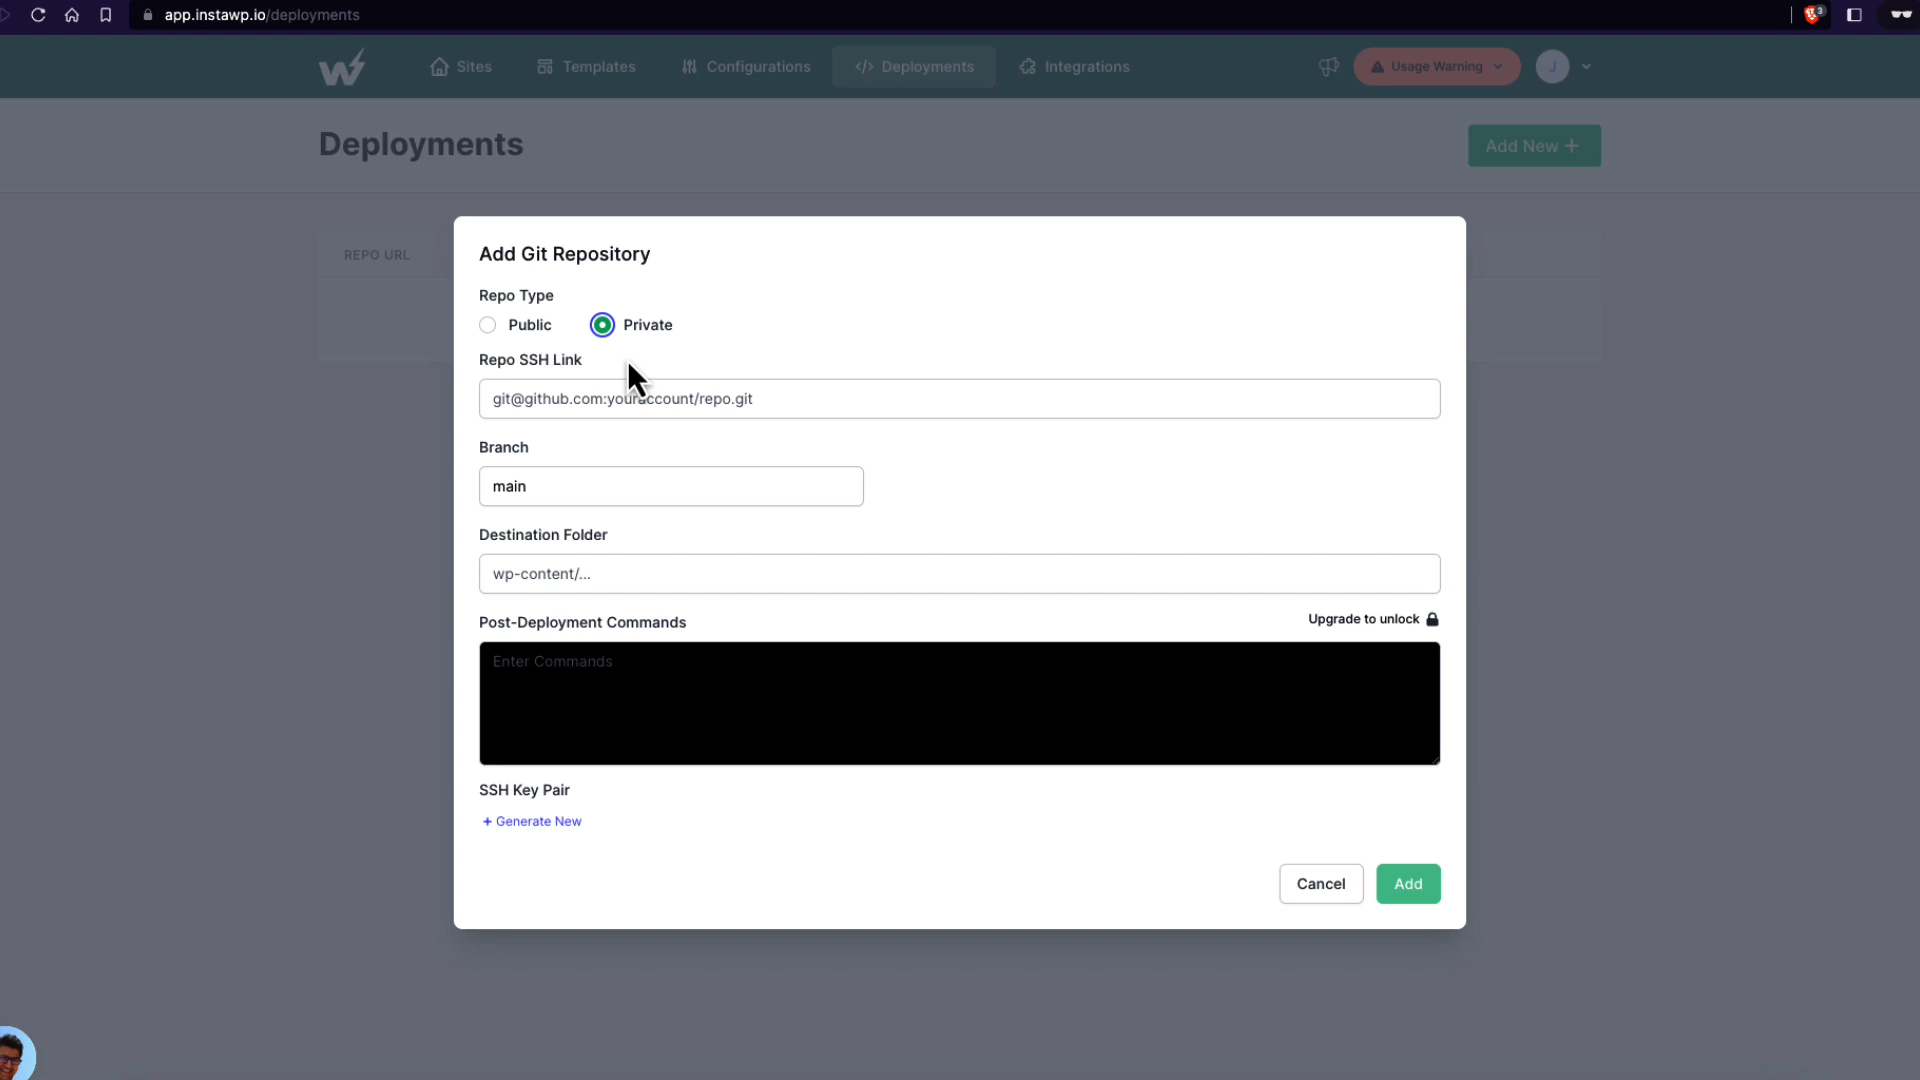 app.instawp.io/deployments
3
Sites
Templates
Configurations
</> Deployments
Integrations
Usage Warning
J
Deployments
Add New +
REPO URL
Add Git Repository
Repo Type
Public
Private
Repo SSH Link
git@github.com:youraccount/repo.git
Branch
main
Destination Folder
wp-content/...
Post-Deployment Commands
Upgrade to unlock
Enter Commands
SSH Key Pair
+ Generate New
Cancel
Add